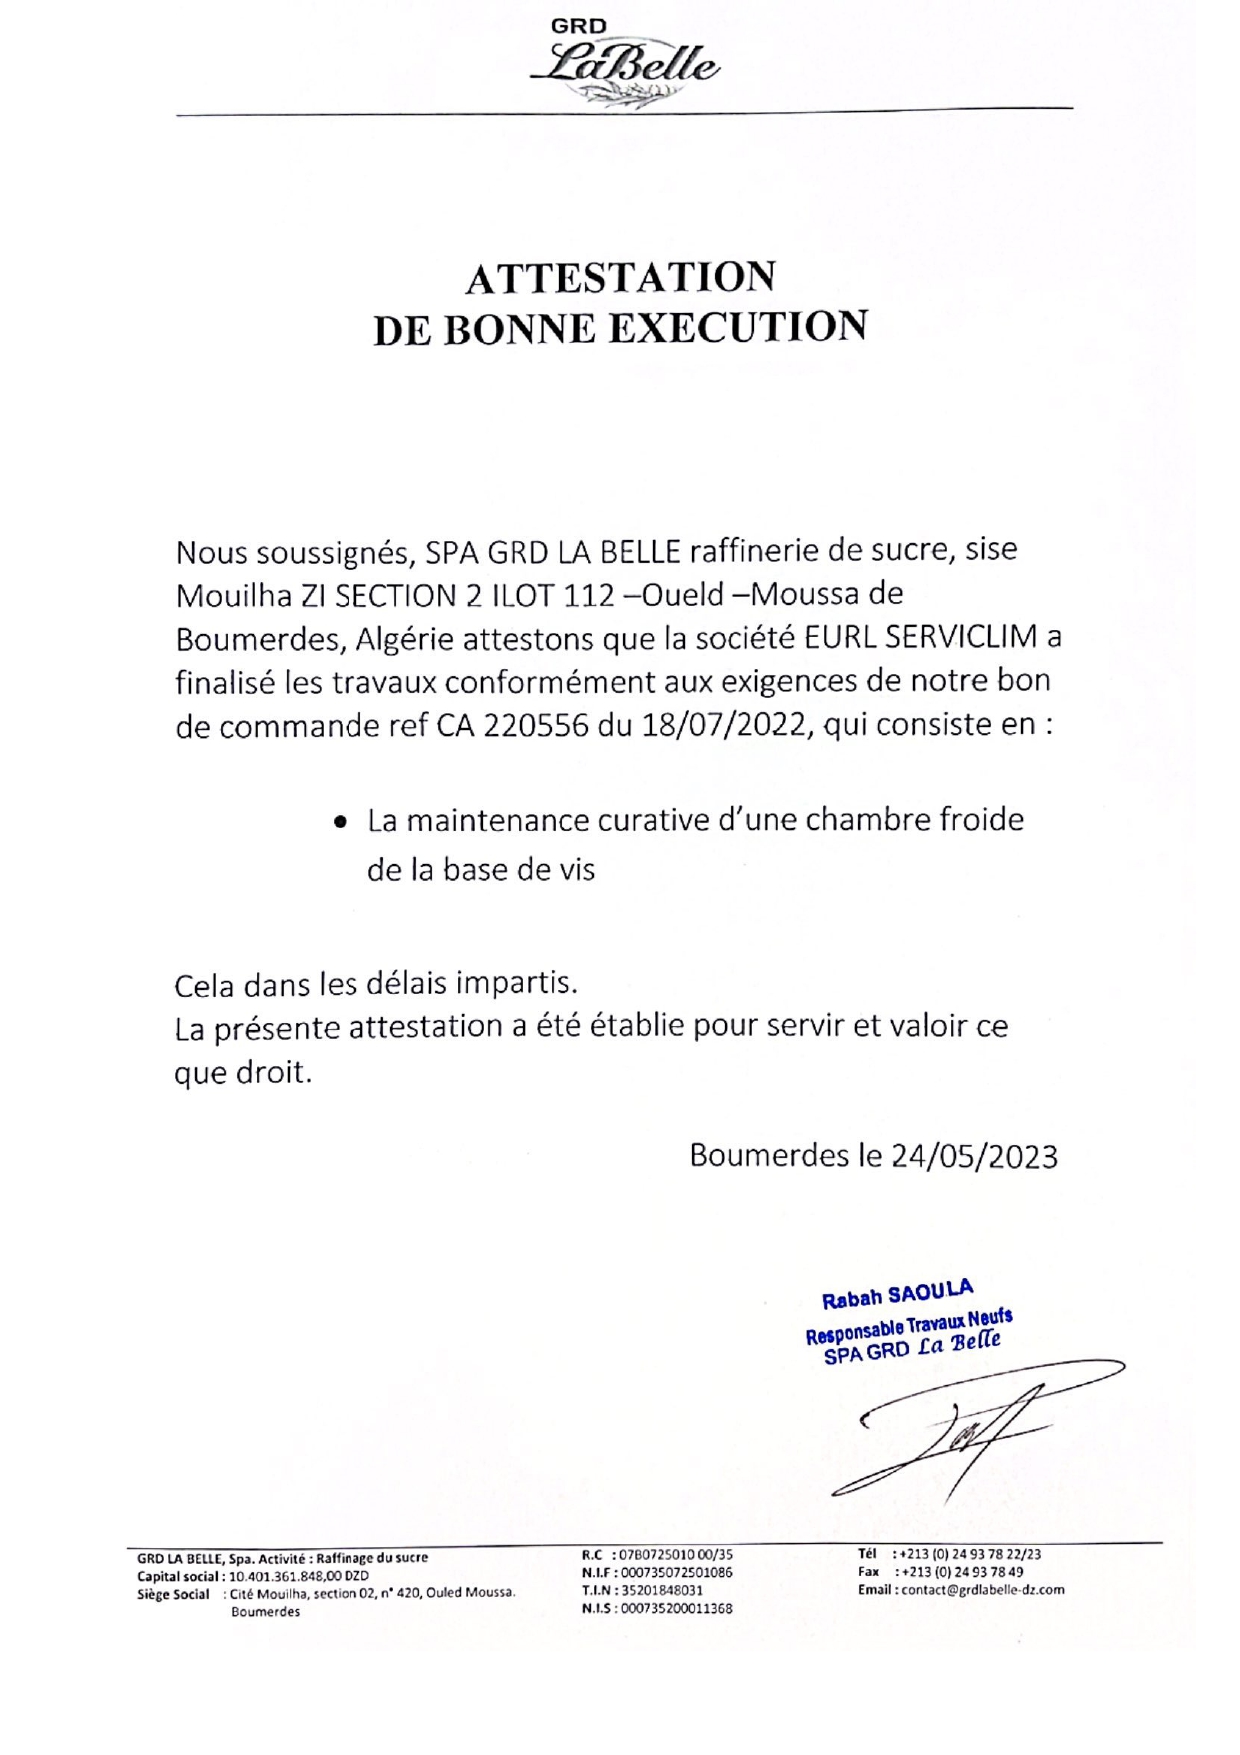 GRD
LaBelle
ATTESTATION
DE BONNE EXECUTION
Nous soussignés, SPA GRD LA BELLE raffinerie de sucre, sise
Mouilha ZI SECTION 2 ILOT 112 –Oueld –Moussa de
Boumerdes, Algérie attestons que la société EURL SERVICLIM a
finalisé les travaux conformément aux exigences de notre bon
de commande ref CA 220556 du 18/07/2022, qui consiste en :
• La maintenance curative d’une chambre froide
de la base de vis
Cela dans les délais impartis.
La présente attestation a été établie pour servir et valoir ce
que droit.
Boumerdes le 24/05/2023
Rabah SAOULA
Responsable Travaux Neufs
SPA GRD La Belle
GRD LA BELLE, Spa. Activité : Raffinage du sucre
Capital social : 10.401.361.848,00 DZD
Siège Social : Cité Mouilha, section 02, n° 420, Ouled Moussa.
Boumerdes
R.C : 07B0725010 00/35
N.I.F : 000735072501086
T.I.N : 35201848031
N.I.S : 000735200011368
Tél : +213 (0) 24 93 78 22/23
Fax : +213 (0) 24 93 78 49
Email : contact@grdlabelle-dz.com